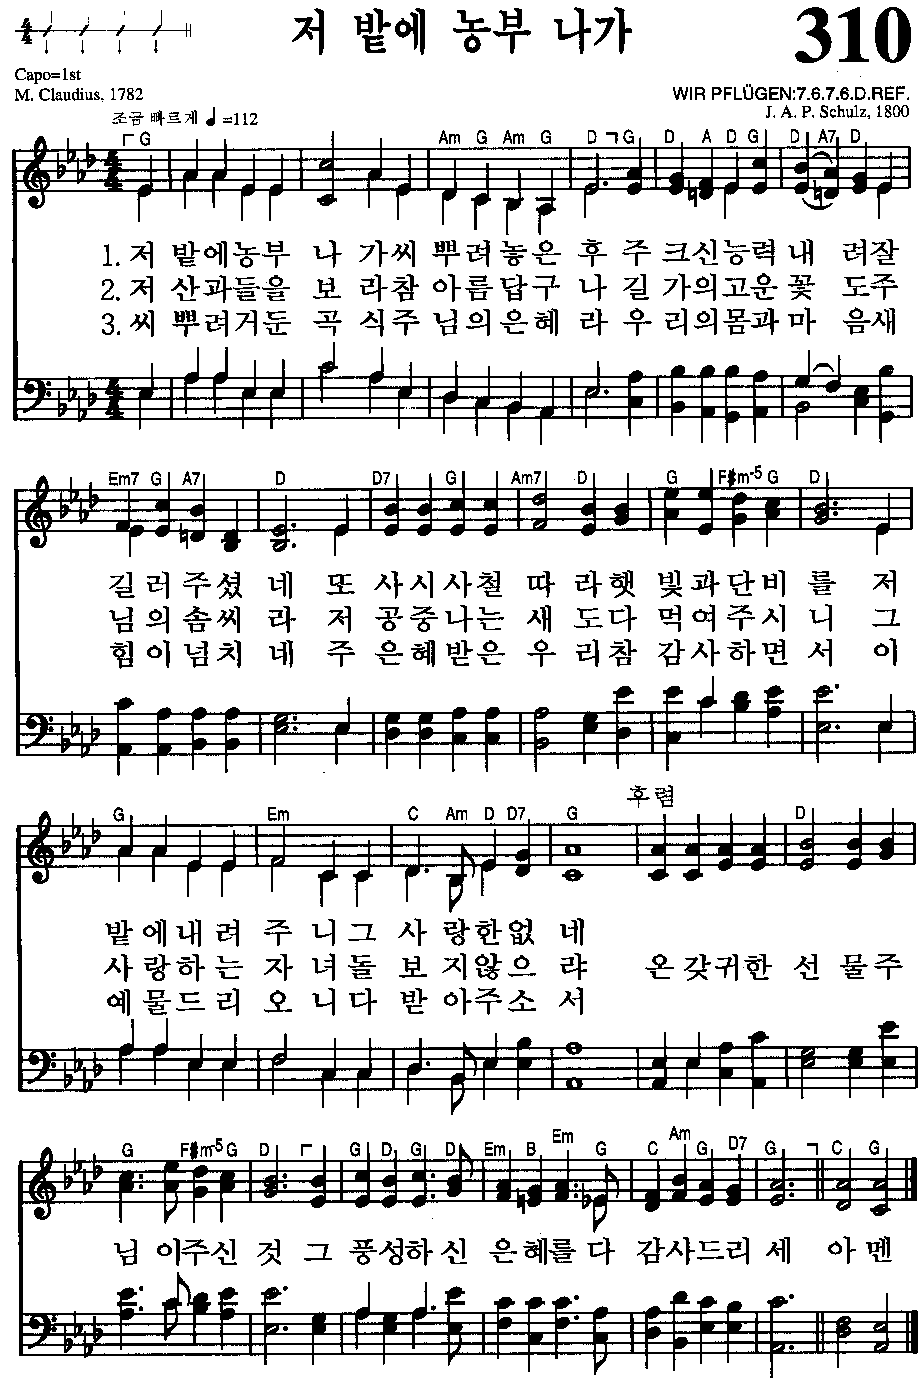 저 밭에 농부 나가
310
Capo=1st
M. Claudius, 1782
WIR PFLÜGEN:7.6.7.6.D.REF.
J. A. P. Schulz, 1800
조금 빠르게 ♩=112
G Am G Am G D G D A D G D A7 D
1. 저 밭에농부 나 가씨 뿌려놓은 후 주 크신능력 내 려잘
2. 저 산과들을 보 라참 아름답구 나 길 가의고운 꽃 도주
3. 씨 뿌려거둔 곡 식주 님의은혜 라 우 리의몸과 마 음새
Em7 G A7 D D7 G Am7 D G F#m-5 G D
길 러 주 셨 네 또 사시사철 따 라햇 빛과단비 를 저
님의솜씨 라 저 공중나는 새 도다 먹여주시 니 그
힘이넘치 네 주 은혜받은 우 리참 감사하면 서 이
후렴
G Em C Am D D7 G D
밭에내 려 주 니그 사 랑한없 네
사랑하는 자 녀돌 보지않으 랴 온갖귀한 선 물주
예물드리 오 니다 받 아주소 서
G F#m-5 G D G D G D Em B Em G C Am G D7 G C G
님 이주신 것 그 풍성하 신 은혜를 다 감사드리 세 아멘